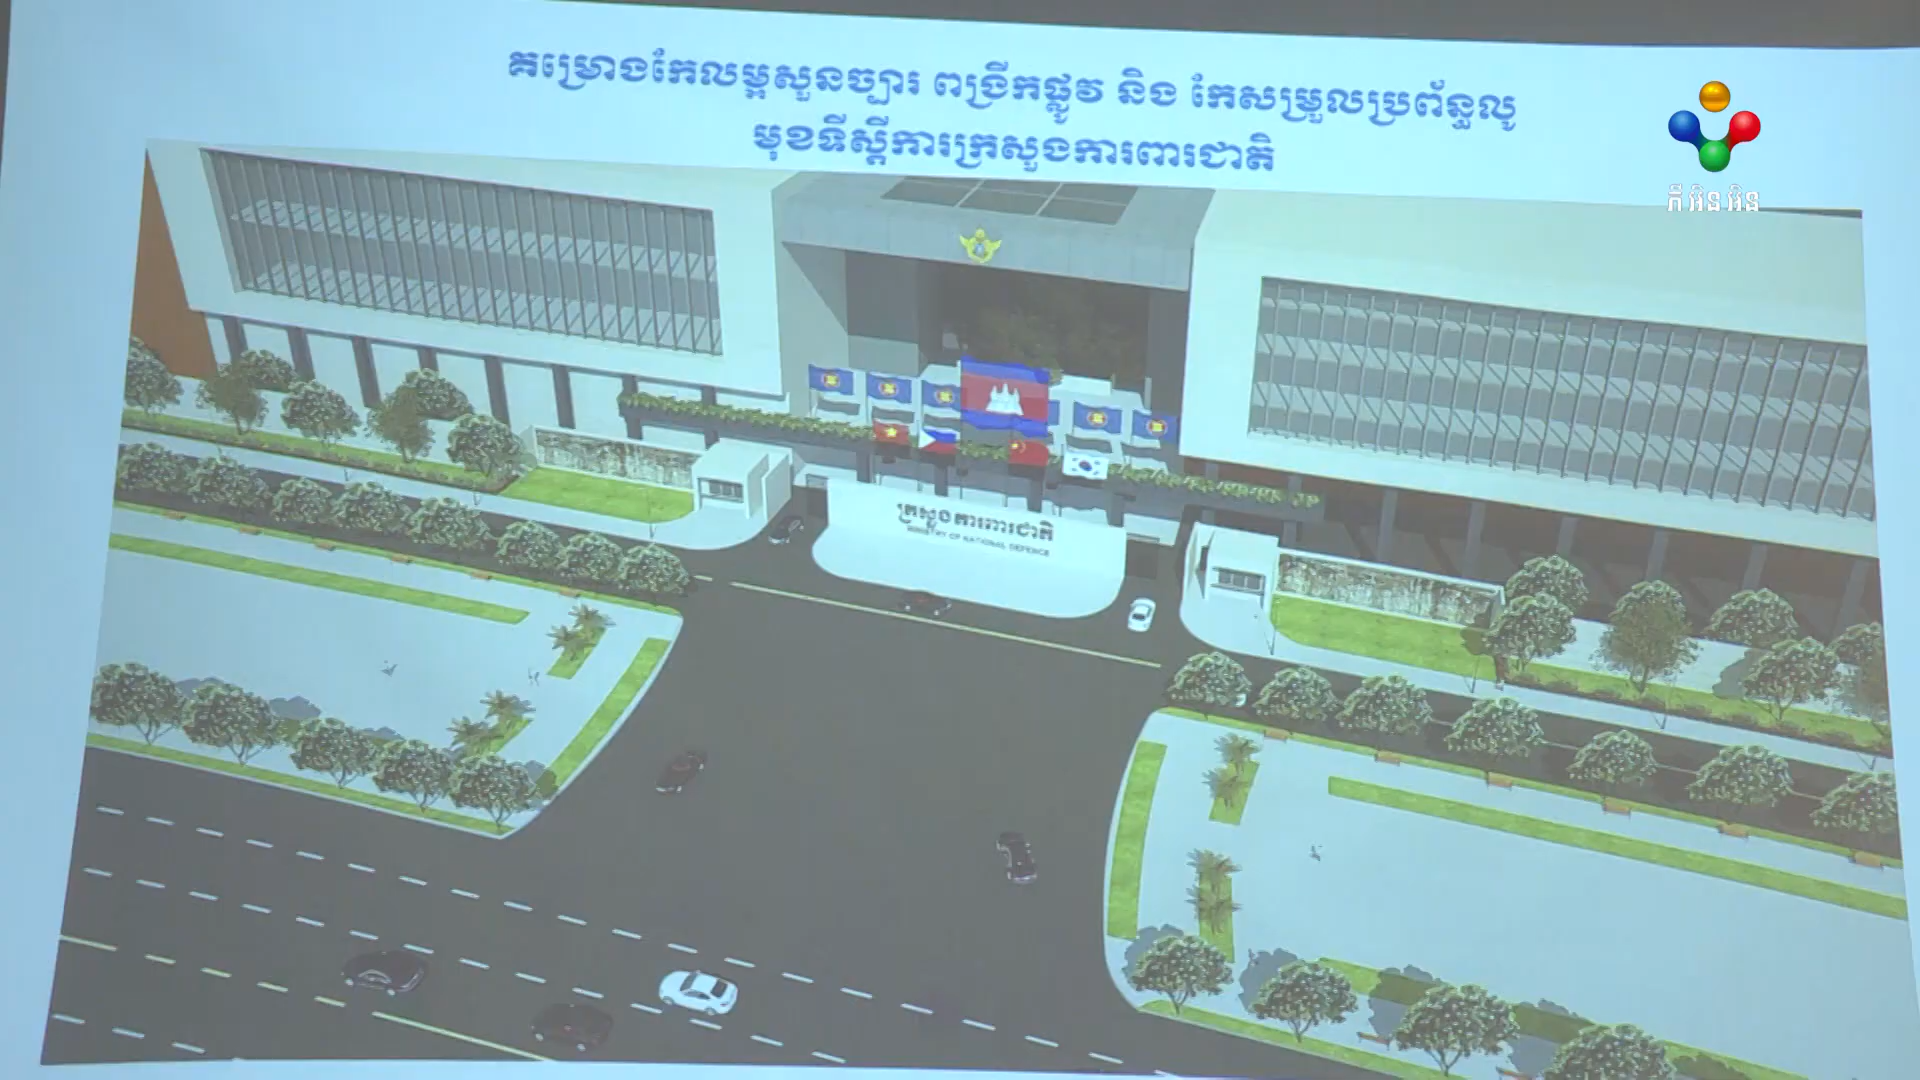 គម្រោងកែលម្អសួនច្បារ ពង្រីកផ្លូវ និង កែសម្រួលប្រព័ន្ធលូ
មុខទីស្តីការក្រសួងការពារជាតិ
ភី អិន អិន
ក្រសួងការពារជាតិ
MINISTRY OF NATIONAL DEFENCE